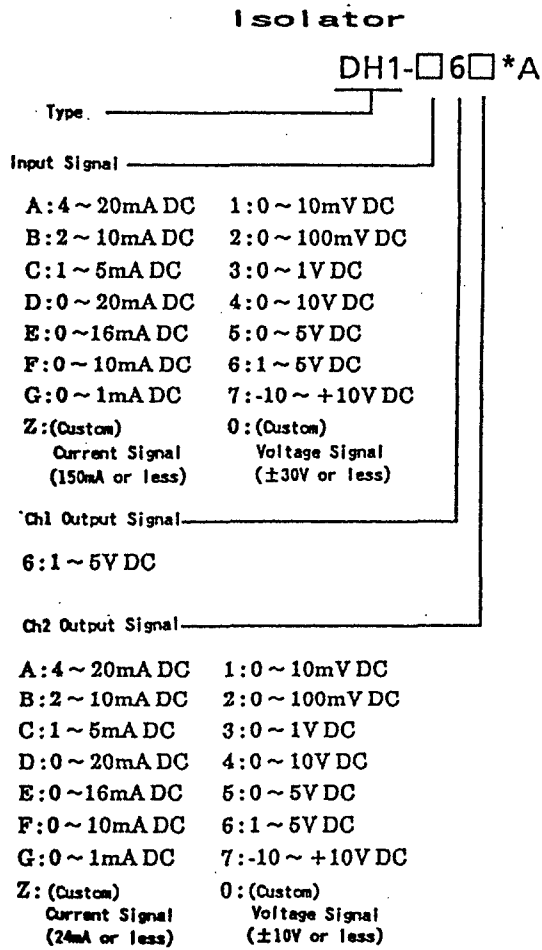 Isolator
DH1-□6□*A
Type.
Input Signal
A:4～20mA DC 1:0～10mV DC
B:2～10mA DC 2:0～100mV DC
C:1～5mA DC 3:0～1V DC
D:0～20mA DC 4:0～10V DC
E:0～16mA DC 5:0～5V DC
F:0～10mA DC 6:1～5V DC
G:0～1mA DC 7:-10～+10V DC
Z:(Custom) 0:(Custom)
Current Signal Voltage Signal
(150mA or less) (±30V or less)
Ch1 Output Signal
6:1～5V DC
Ch2 Output Signal
A:4～20mA DC 1:0～10mV DC
B:2～10mA DC 2:0～100mV DC
C:1～5mA DC 3:0～1V DC
D:0～20mA DC 4:0～10V DC
E:0～16mA DC 5:0～5V DC
F:0～10mA DC 6:1～5V DC
G:0～1mA DC 7:-10～+10V DC
Z:(Custom) 0:(Custom)
Current Signal Voltage Signal
(24mA or less) (±10V or less)